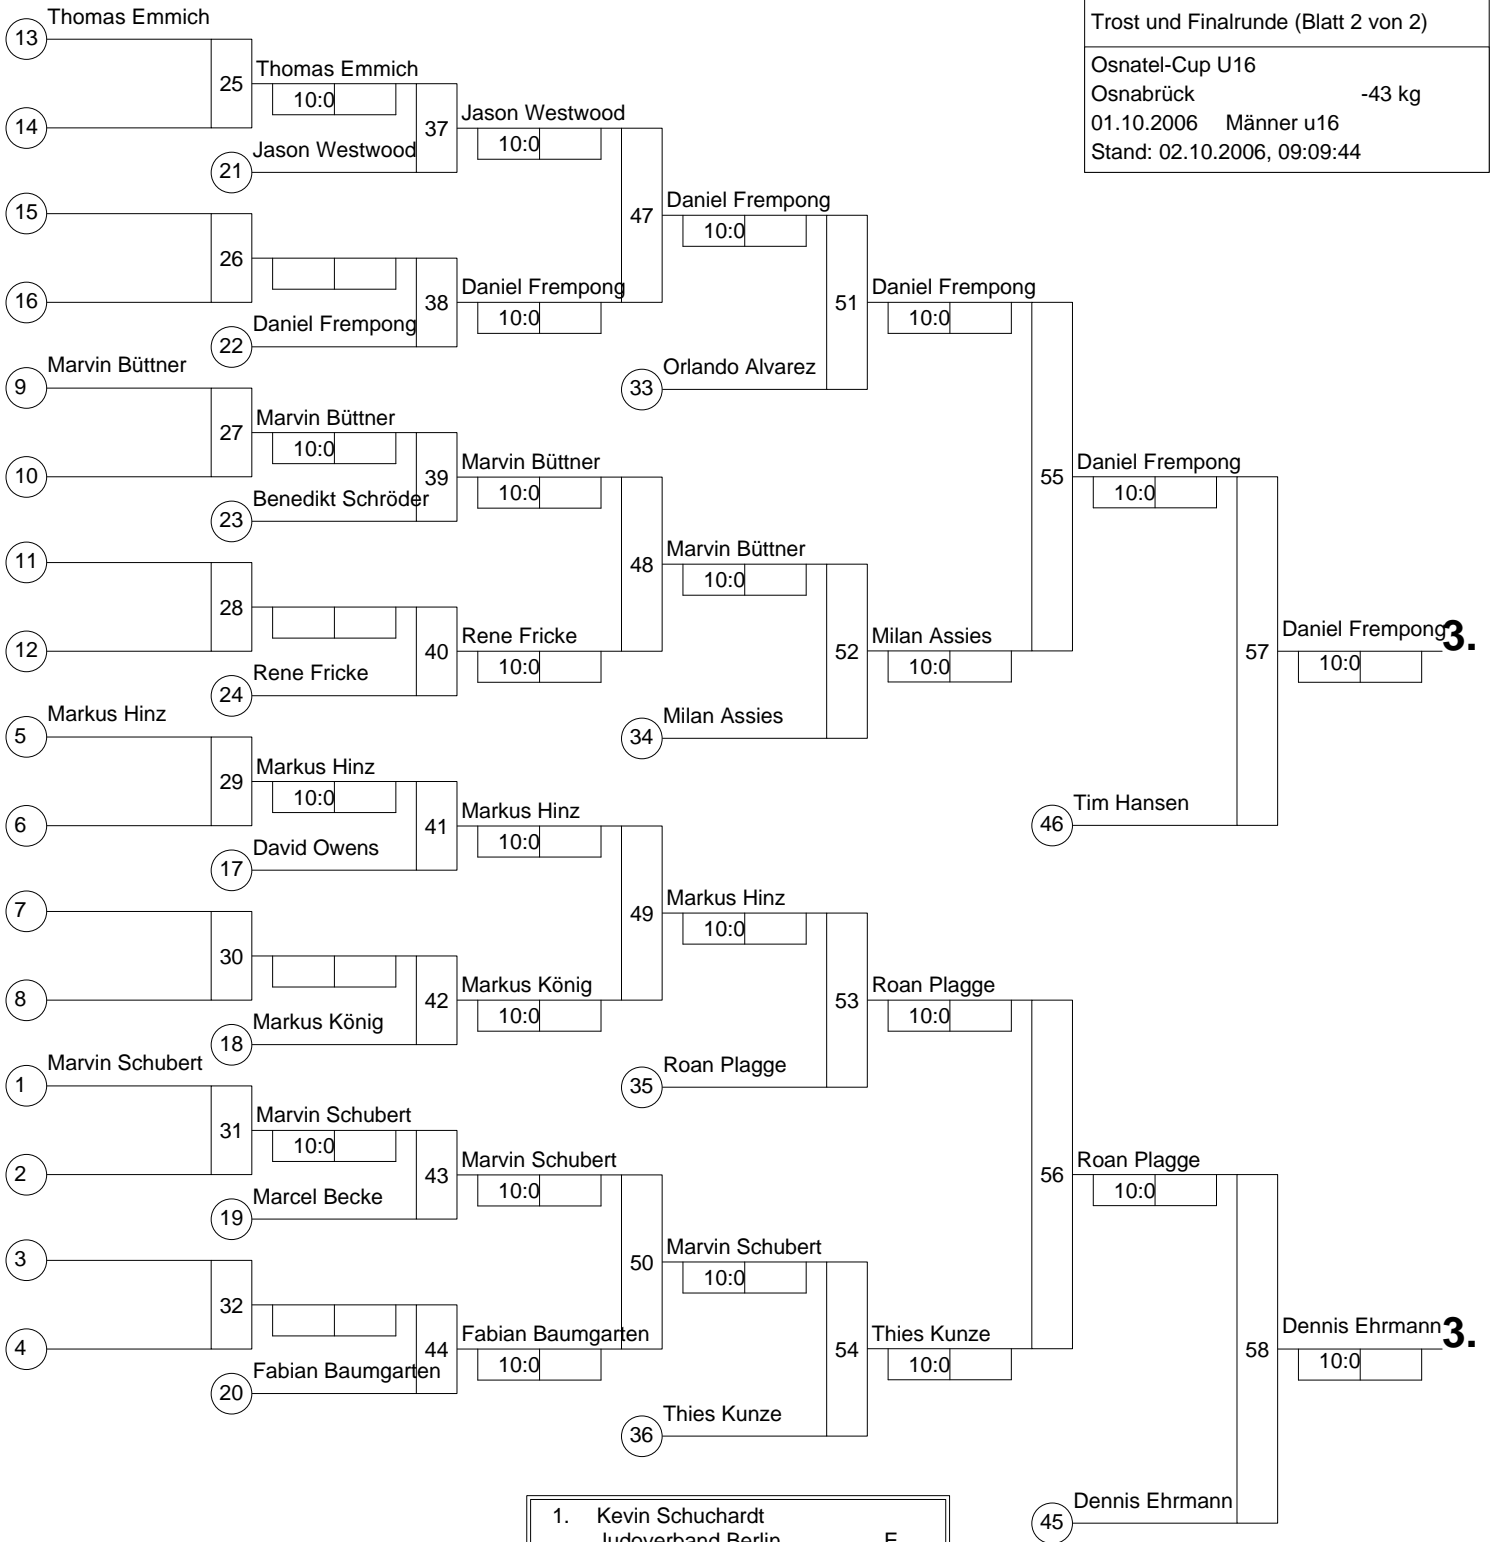 Trost und Finalrunde (Blatt 2 von 2)
Osnatel-Cup U16
Osnabrück -43 kg
01.10.2006 Männer u16
Stand: 02.10.2006, 09:09:44
13 Thomas Emmich
14
25
Thomas Emmich
10:0
21 Jason Westwood
37
Jason Westwood
10:0
15
16
26
22 Daniel Frempong
38
Daniel Frempong
10:0
47
Daniel Frempong
10:0
33 Orlando Alvarez
51
Daniel Frempong
10:0
9 Marvin Büttner
10
27
Marvin Büttner
10:0
23 Benedikt Schröder
39
Marvin Büttner
10:0
11
12
28
24 Rene Fricke
40
Rene Fricke
10:0
48
Marvin Büttner
10:0
34 Milan Assies
52
Milan Assies
10:0
55
Daniel Frempong
10:0
46 Tim Hansen
57
Daniel Frempong 3.
10:0
5 Markus Hinz
6
29
Markus Hinz
10:0
17 David Owens
41
Markus Hinz
10:0
7
8
30
18 Markus König
42
Markus König
10:0
49
Markus Hinz
10:0
35 Roan Plagge
53
Roan Plagge
10:0
1 Marvin Schubert
2
31
Marvin Schubert
10:0
19 Marcel Becke
43
Marvin Schubert
10:0
3
4
32
20 Fabian Baumgarten
44
Fabian Baumgarten
10:0
50
Marvin Schubert
10:0
36 Thies Kunze
54
Thies Kunze
10:0
56
Roan Plagge
10:0
45 Dennis Ehrmann
58
Dennis Ehrmann 3.
10:0
1. Kevin Schuchardt
Judoverband Berlin